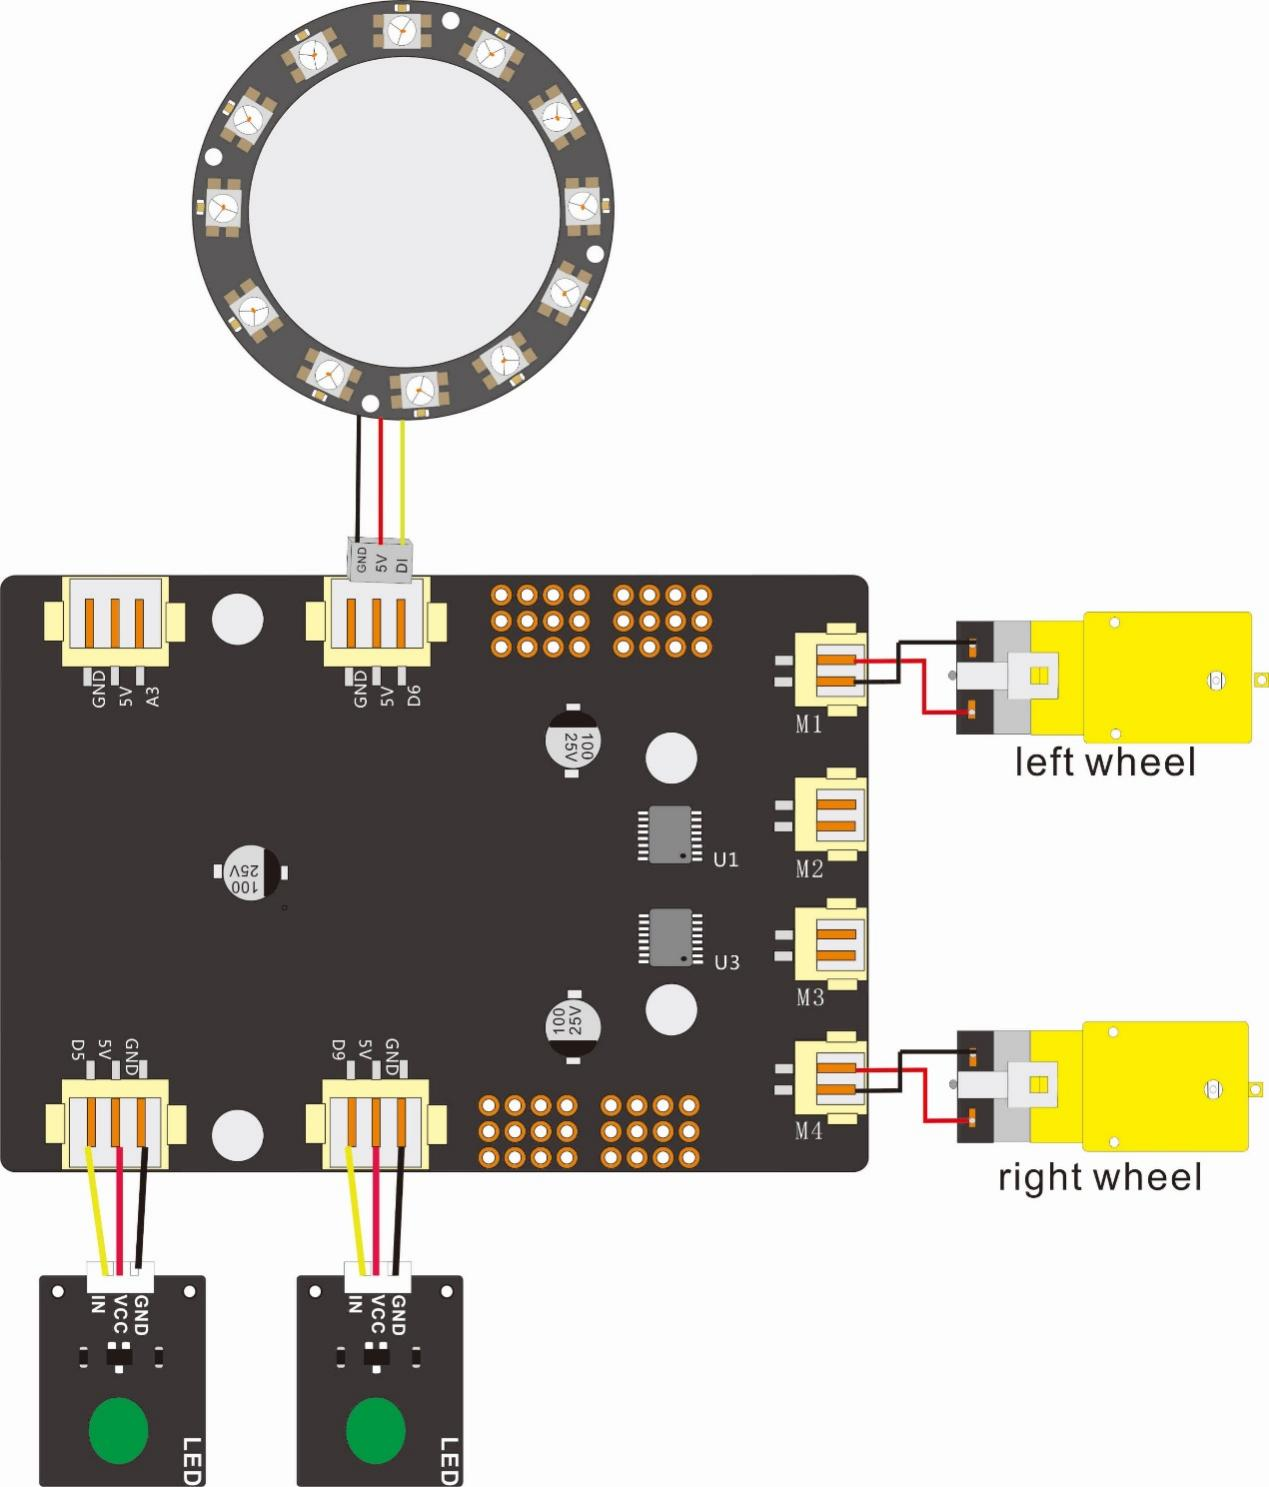 GND
5V
DI
GND
5V
A3
GND
5V
D6
100
25V
M1
left wheel
U1
M2
100
25V
U3
M3
100
25V
D5
5V
GND
D9
5V
GND
M4
right wheel
IN
VCC
GND
LED
IN
VCC
GND
LED